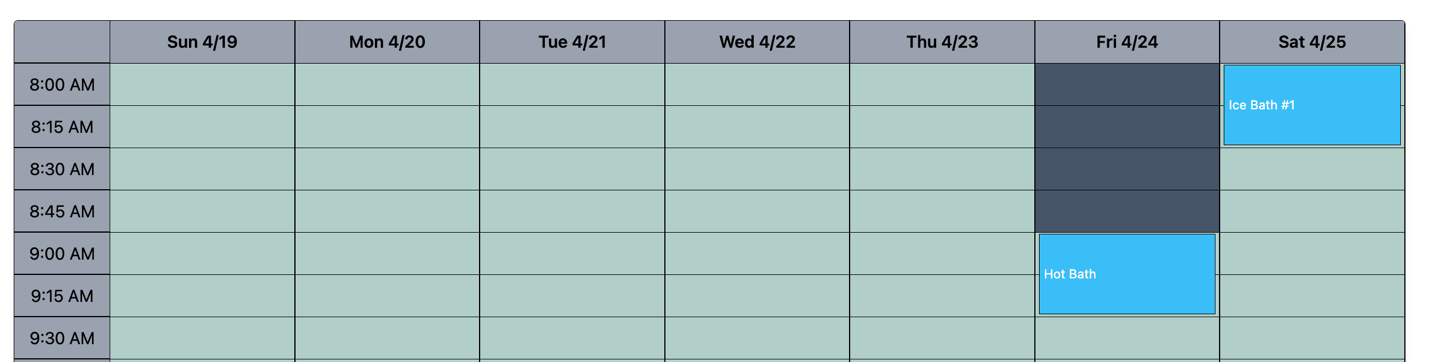 Sun 4/19 Mon 4/20 Tue 4/21 Wed 4/22 Thu 4/23 Fri 4/24 Sat 4/25
8:00 AM
Ice Bath #1
8:15 AM
8:30 AM
8:45 AM
9:00 AM
Hot Bath
9:15 AM
9:30 AM